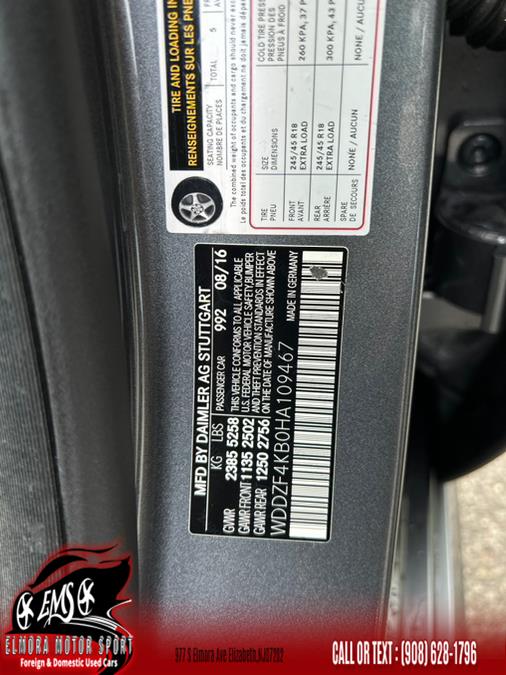 TIRE AND LOADING IN
RENSEIGNEMENTS SUR LES PNE
SEATING CAPACITY
NOMBRE DE PLACES
TOTAL 5
The combined weight of occupants and cargo should never exce
Le poids total des occupants et du chargement ne doit jamais dépas
TIRE
PNEU
SIZE
DIMENSIONS
COLD TIRE PRES
PRESSION DES
PNEUS À FROID
FRONT
AVANT
245/45 R18
EXTRA LOAD
260 KPA, 37 P
REAR
ARRIÈRE
245/45 R18
EXTRA LOAD
300 KPA, 43 P
SPARE
DE SECOURS
NONE / AUCUN
NONE / AUCUN
MFD BY DAIMLER AG STUTTGART
KG LBS PASSENGER CAR 992 08/16
GVWR 2385 5258 THIS VEHICLE CONFORMS TO ALL APPLICABLE
GAWR FRONT 1135 2502 U.S. FEDERAL MOTOR VEHICLE SAFETY,BUMPER
GAWR REAR 1250 2756 AND THEFT PREVENTION STANDARDS IN EFFECT
ON THE DATE OF MANUFACTURE SHOWN ABOVE
WDDZF4KB0HA109467 MADE IN GERMANY
EMS
ELMORA MOTOR SPORT
Foreign & Domestic Used Cars
977 S Elmora Ave Elizabeth,NJ07202
CALL OR TEXT : (908) 628-1796